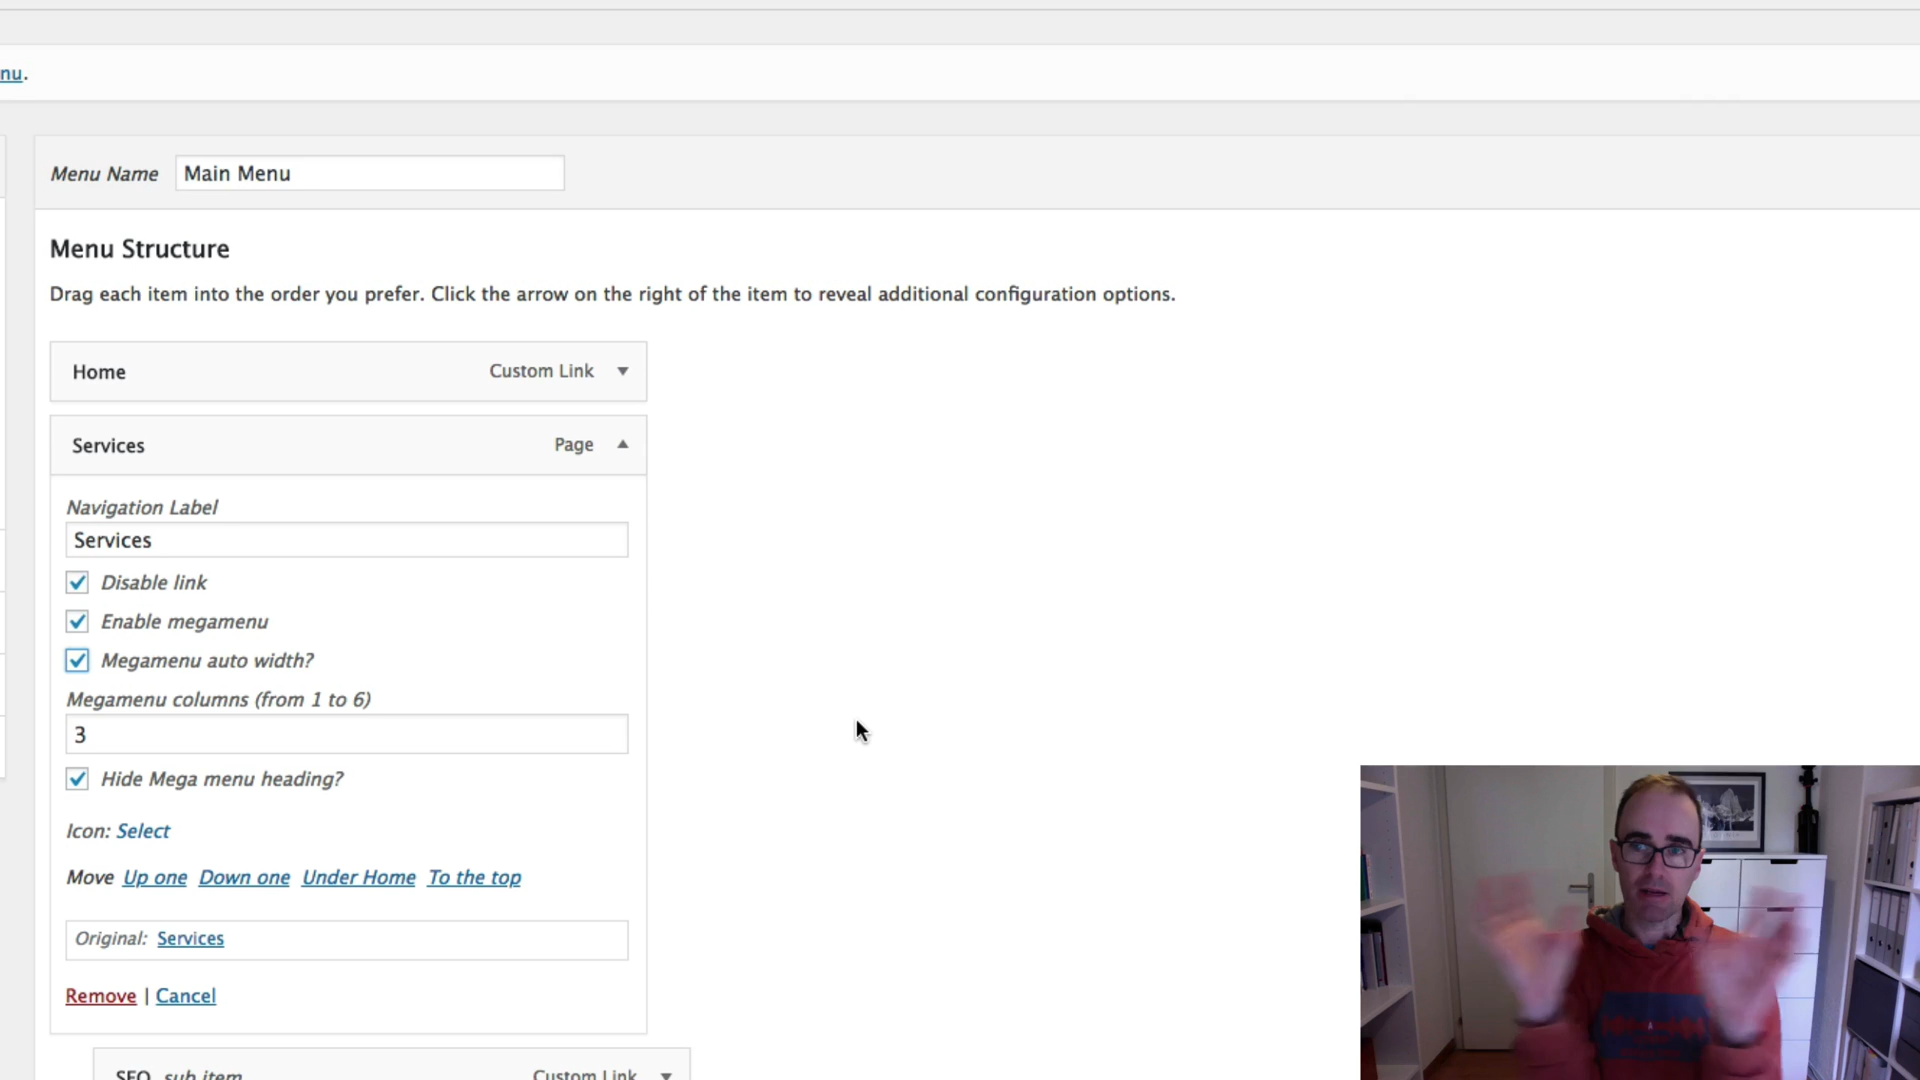 nu.
Menu Name Main Menu
Menu Structure
Drag each item into the order you prefer. Click the arrow on the right of the item to reveal additional configuration options.
Home Custom Link
Services Page
Navigation Label
Services
Disable link
Enable megamenu
Megamenu auto width?
Megamenu columns (from 1 to 6)
3
Hide Mega menu heading?
Icon: Select
Move Up one Down one Under Home To the top
Original: Services
Remove | Cancel
SEO sub item Custom Link